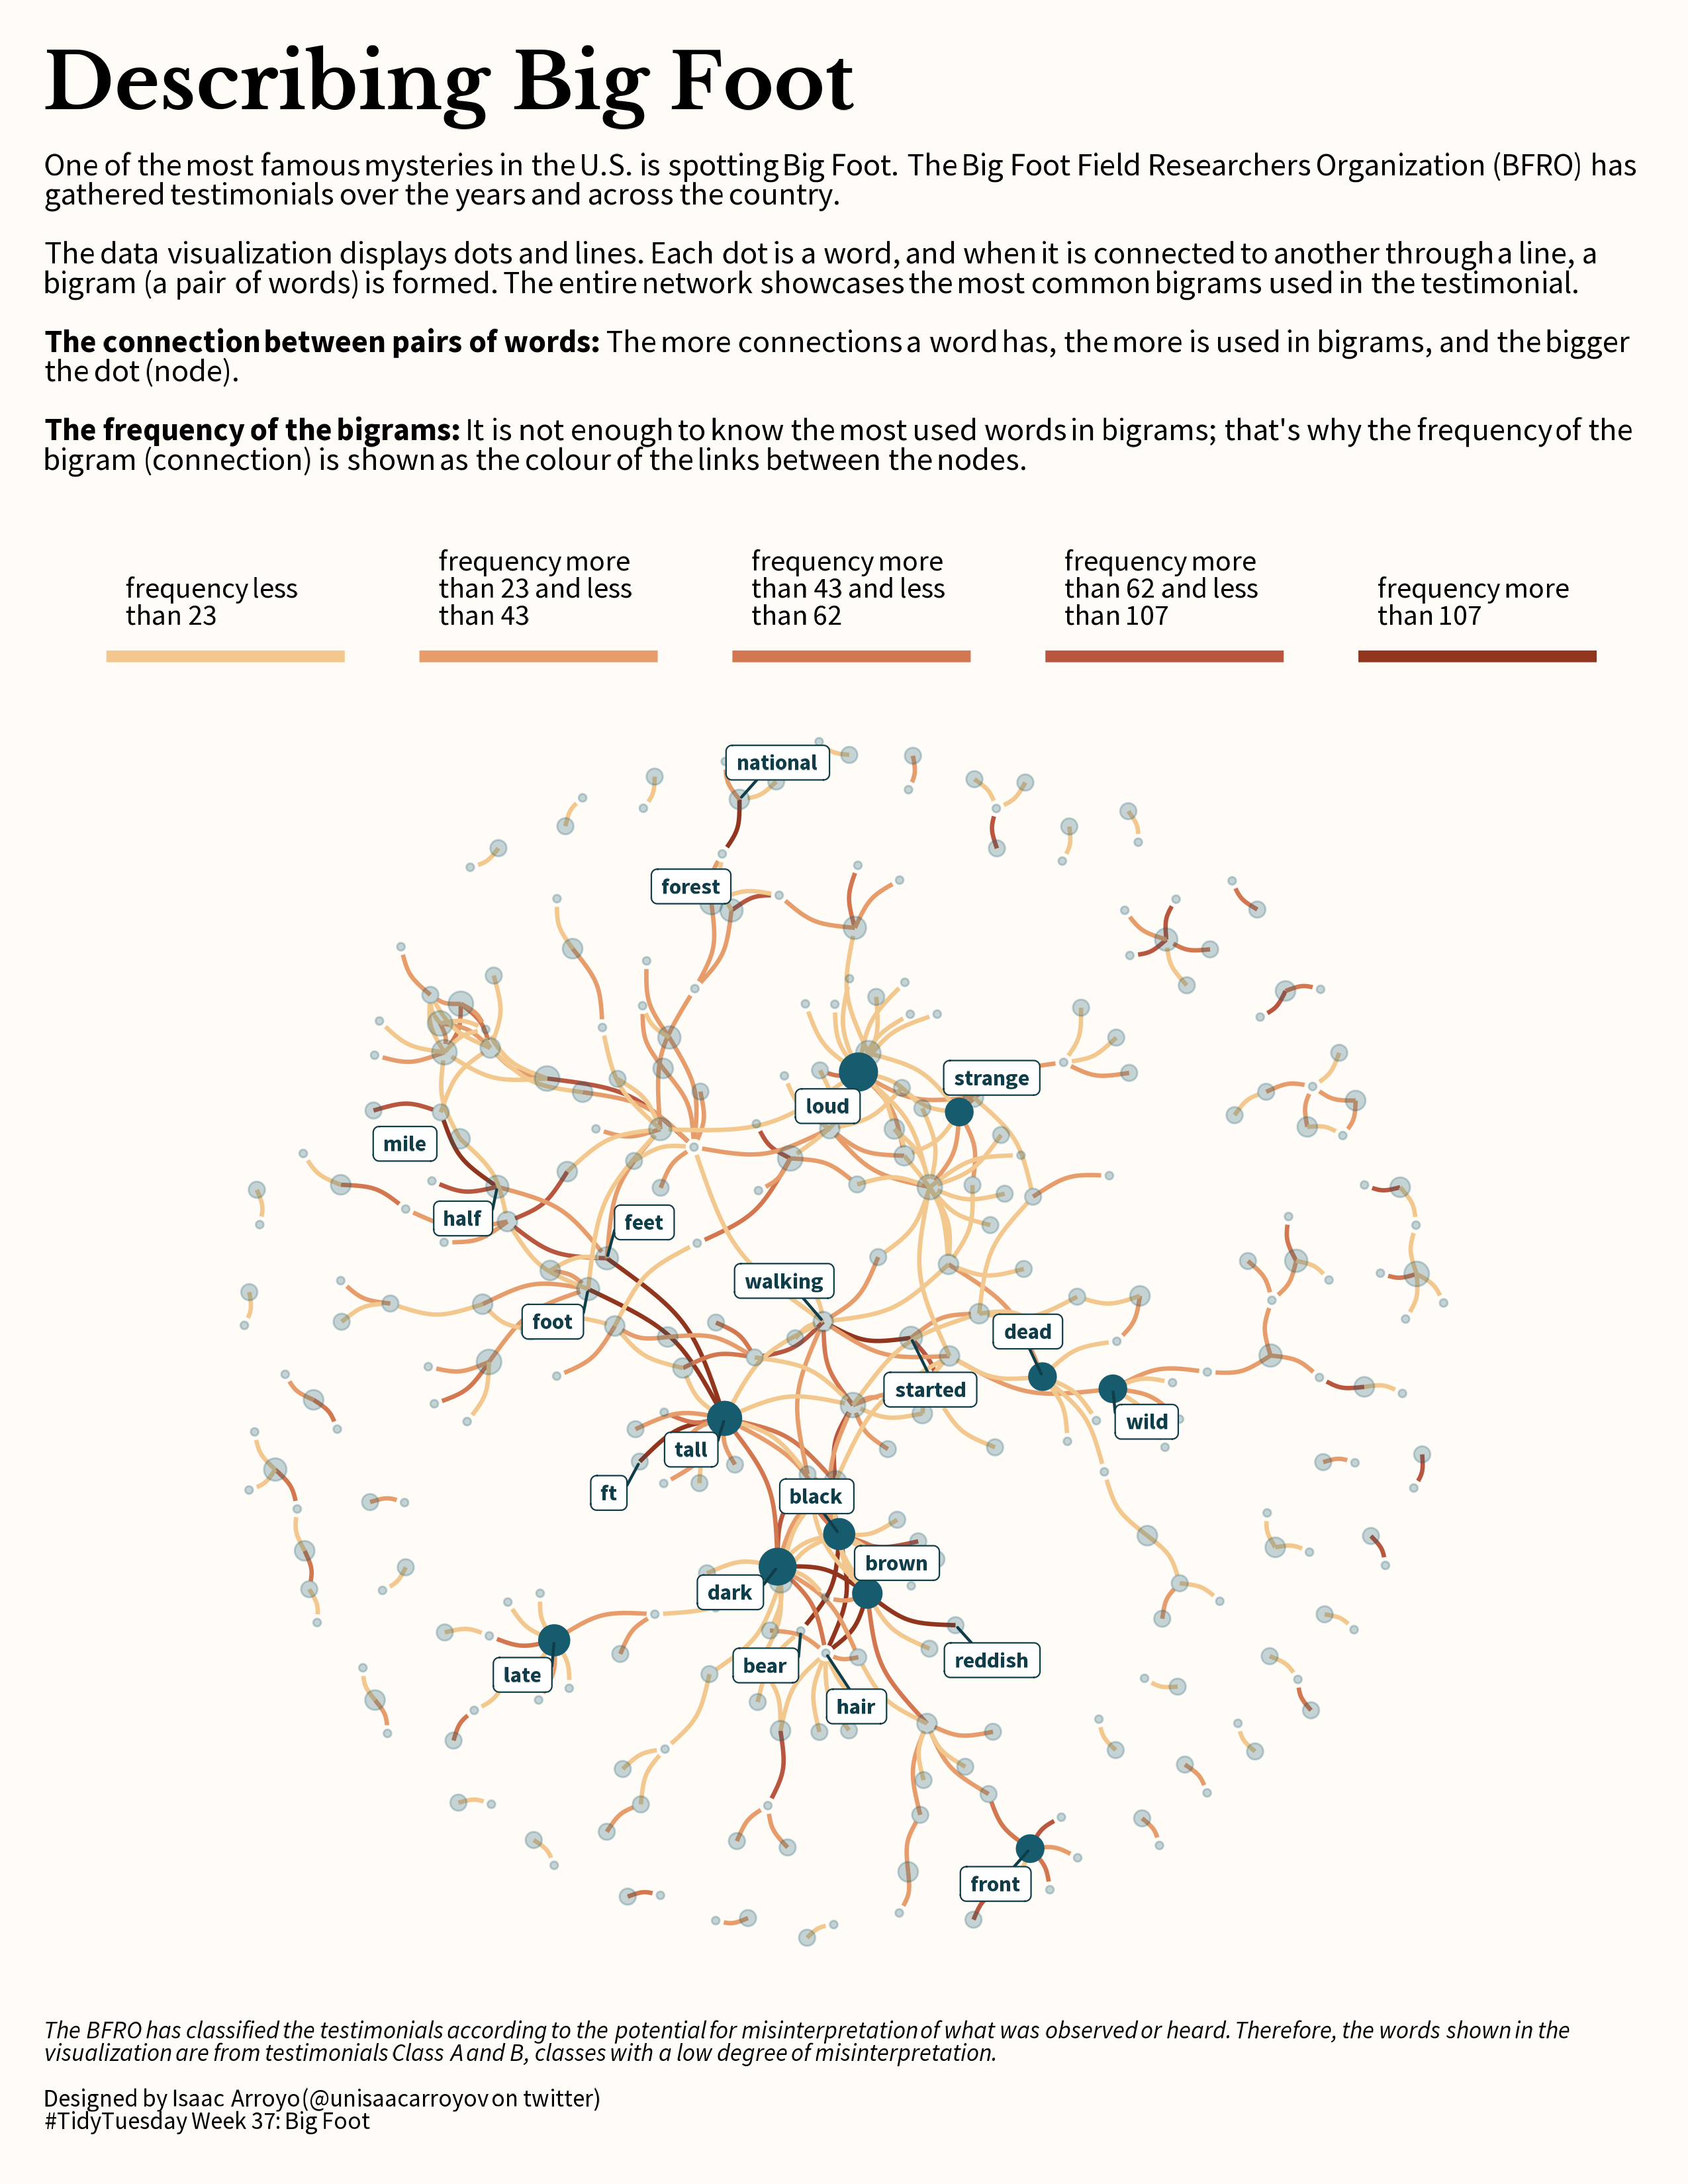 Describing Big Foot
One of the most famous mysteries in the U.S. is spotting Big Foot. The Big Foot Field Researchers Organization (BFRO) has
gathered testimonials over the years and across the country.
The data visualization displays dots and lines. Each dot is a word, and when it is connected to another through a line, a
bigram (a pair of words) is formed. The entire network showcases the most common bigrams used in the testimonial.
The connection between pairs of words: The more connections a word has, the more is used in bigrams, and the bigger
the dot (node).
The frequency of the bigrams: It is not enough to know the most used words in bigrams; that's why the frequency of the
bigram (connection) is shown as the colour of the links between the nodes.
frequency less
than 23
frequency more
than 23 and less
than 43
frequency more
than 43 and less
than 62
frequency more
than 62 and less
than 107
frequency more
than 107
national
forest
strange
loud
mile
half
feet
walking
foot
dead
started
wild
tall
ft
black
brown
dark
reddish
bear
late
hair
front
The BFRO has classified the testimonials according to the potential for misinterpretation of what was observed or heard. Therefore, the words shown in the
visualization are from testimonials Class A and B, classes with a low degree of misinterpretation.
Designed by Isaac Arroyo (@unisaacarroyov on twitter)
#TidyTuesday Week 37: Big Foot